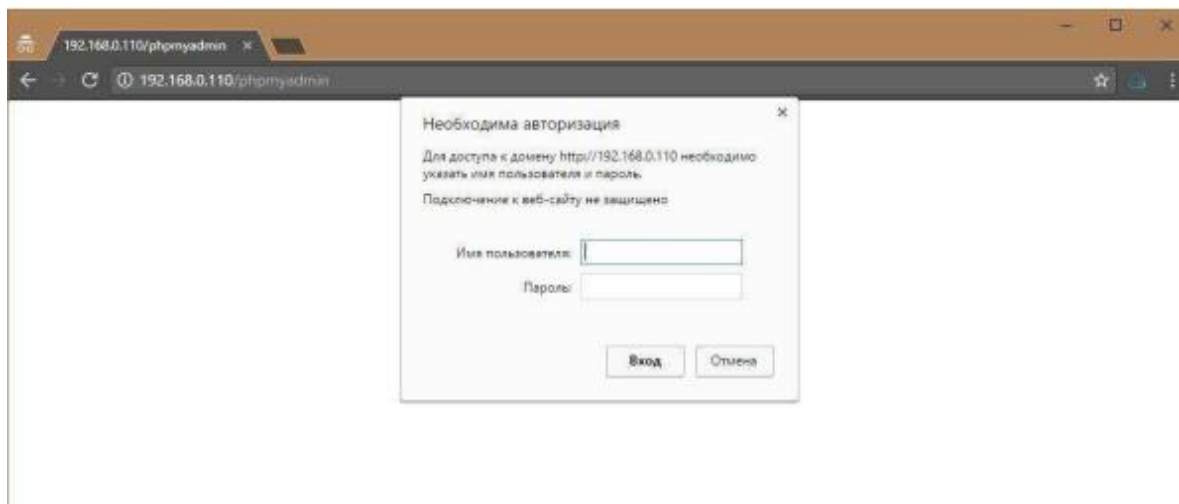 192.168.0.110/phpmyadmin
192.168.0.110/phpmyadmin
Необходима авторизация
Для доступа к домену http://192.168.0.110 необходимо
указать имя пользователя и пароль.
Подключение к веб-сайту не защищено
Имя пользователя:
Пароль:
Вход
Отмена